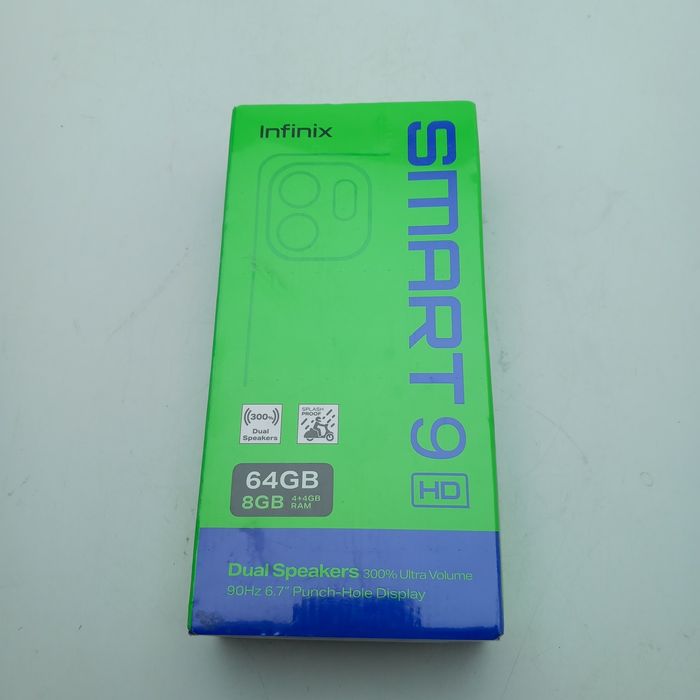 Infinix
SMART 9
HD
300%
Dual
Speakers
SPLASH
PROOF
64GB
8GB 4+4GB
RAM
Dual Speakers 300% Ultra Volume
90Hz 6.7" Punch-Hole Display